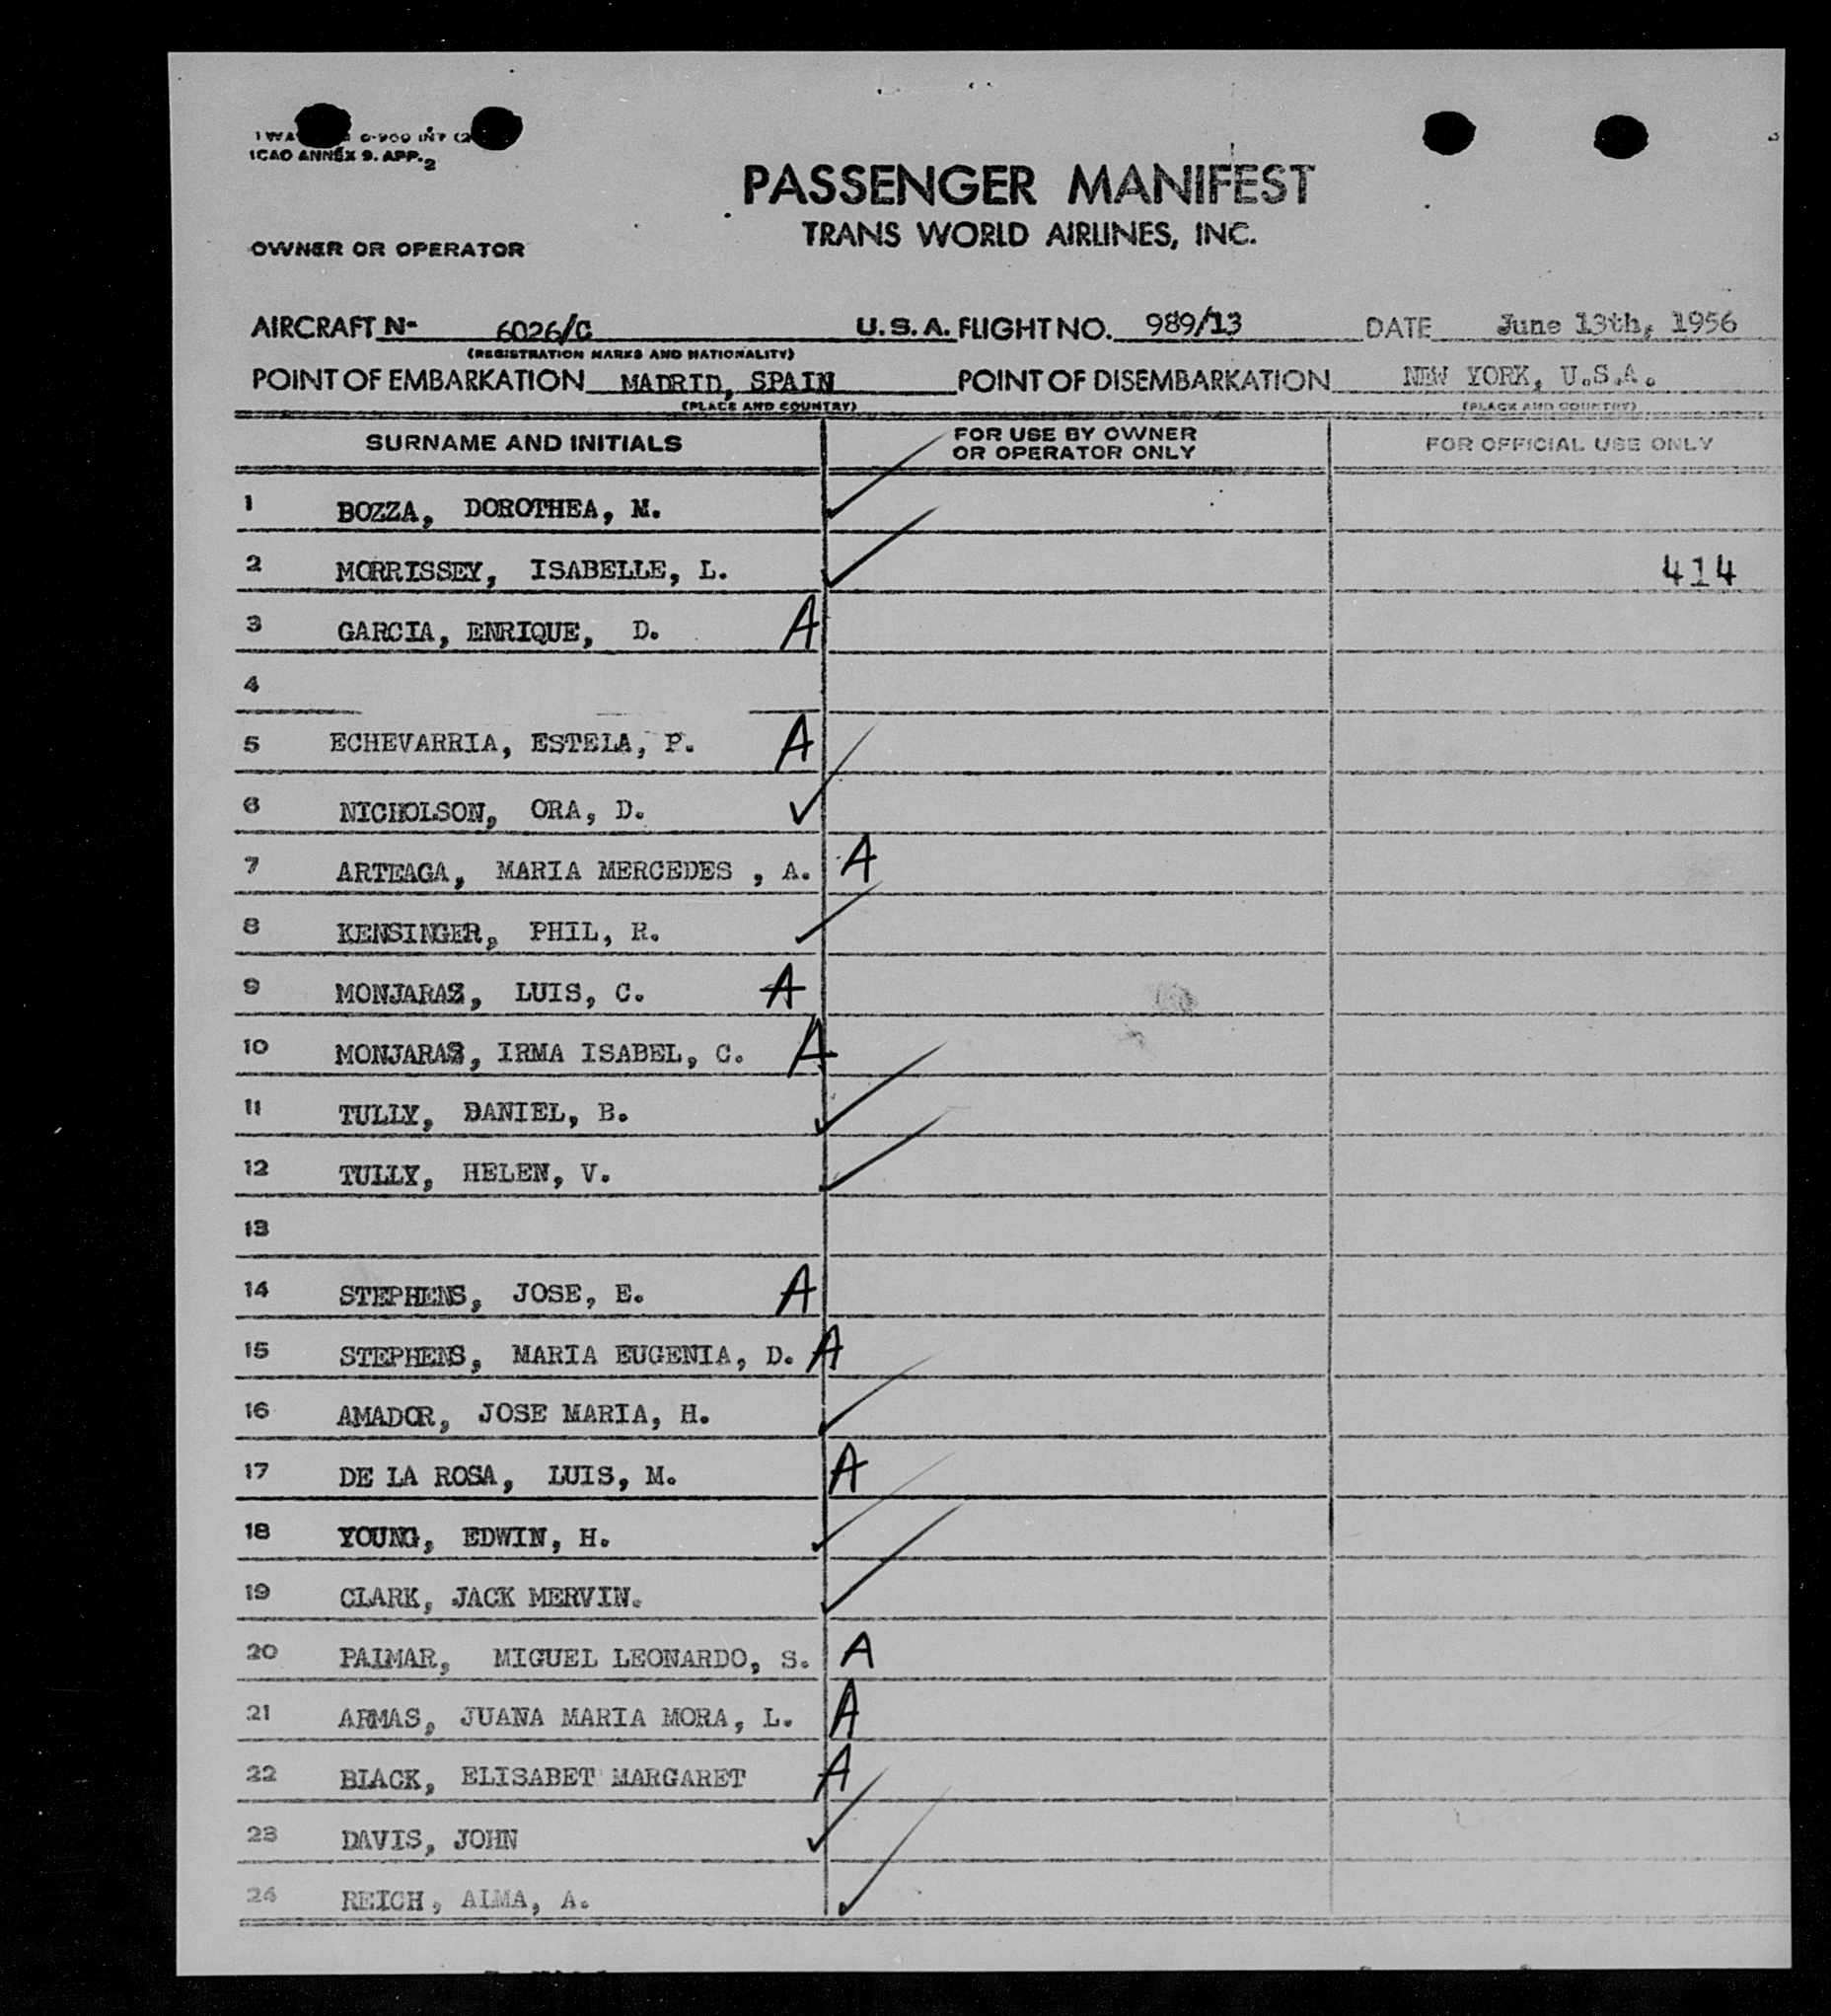 ICAO ANNEX 9. APP. 2
PASSENGER MANIFEST
TRANS WORLD AIRLINES, INC.
OWNER OR OPERATOR
AIRCRAFT N- 6026/C U.S.A. FLIGHT NO. 989/13 DATE June 13th, 1956
(REGISTRATION MARKS AND NATIONALITY)
POINT OF EMBARKATION MADRID, SPAIN POINT OF DISEMBARKATION NEW YORK, U.S.A.
(PLACE AND COUNTRY) (PLACE AND COUNTRY)
SURNAME AND INITIALS FOR USE BY OWNER OR OPERATOR ONLY FOR OFFICIAL USE ONLY
1 BOZZA, DOROTHEA, M. ✓
2 MORRISSEY, ISABELLE, L. ✓ 414
3 GARCIA, ENRIQUE, D. A
4
5 ECHEVARRIA, ESTELA, P. A
6 NICHOLSON, ORA, D. ✓
7 ARTEAGA, MARIA MERCEDES , A. A
8 KENSINGER, PHIL, R. ✓
9 MONJARAS, LUIS, C. A
10 MONJARAS, IRMA ISABEL, C. A
11 TULLY, DANIEL, B. ✓
12 TULLY, HELEN, V. ✓
13
14 STEPHENS, JOSE, E. A
15 STEPHENS, MARIA EUGENIA, D. A
16 AMADOR, JOSE MARIA, H. ✓
17 DE LA ROSA, LUIS, M. A
18 YOUNG, EDWIN, H. ✓
19 CLARK, JACK MERVIN. ✓
20 PALMAR, MIGUEL LEONARDO, S. A
21 ARMAS, JUANA MARIA MORA, L. A
22 BLACK, ELISABET MARGARET A
23 DAVIS, JOHN ✓
24 REICH, ALMA, A. ✓